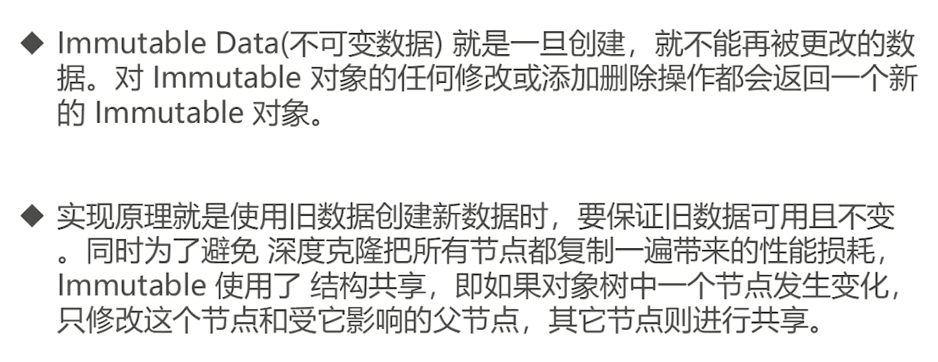 ◆ Immutable Data(不可变数据) 就是一旦创建，就不能再被更改的数
据。对 Immutable 对象的任何修改或添加删除操作都会返回一个新
的 Immutable 对象。
◆ 实现原理就是使用旧数据创建新数据时，要保证旧数据可用且不变
。同时为了避免 深度克隆把所有节点都复制一遍带来的性能损耗，
Immutable 使用了 结构共享，即如果对象树中一个节点发生变化，
只修改这个节点和受它影响的父节点，其它节点则进行共享。